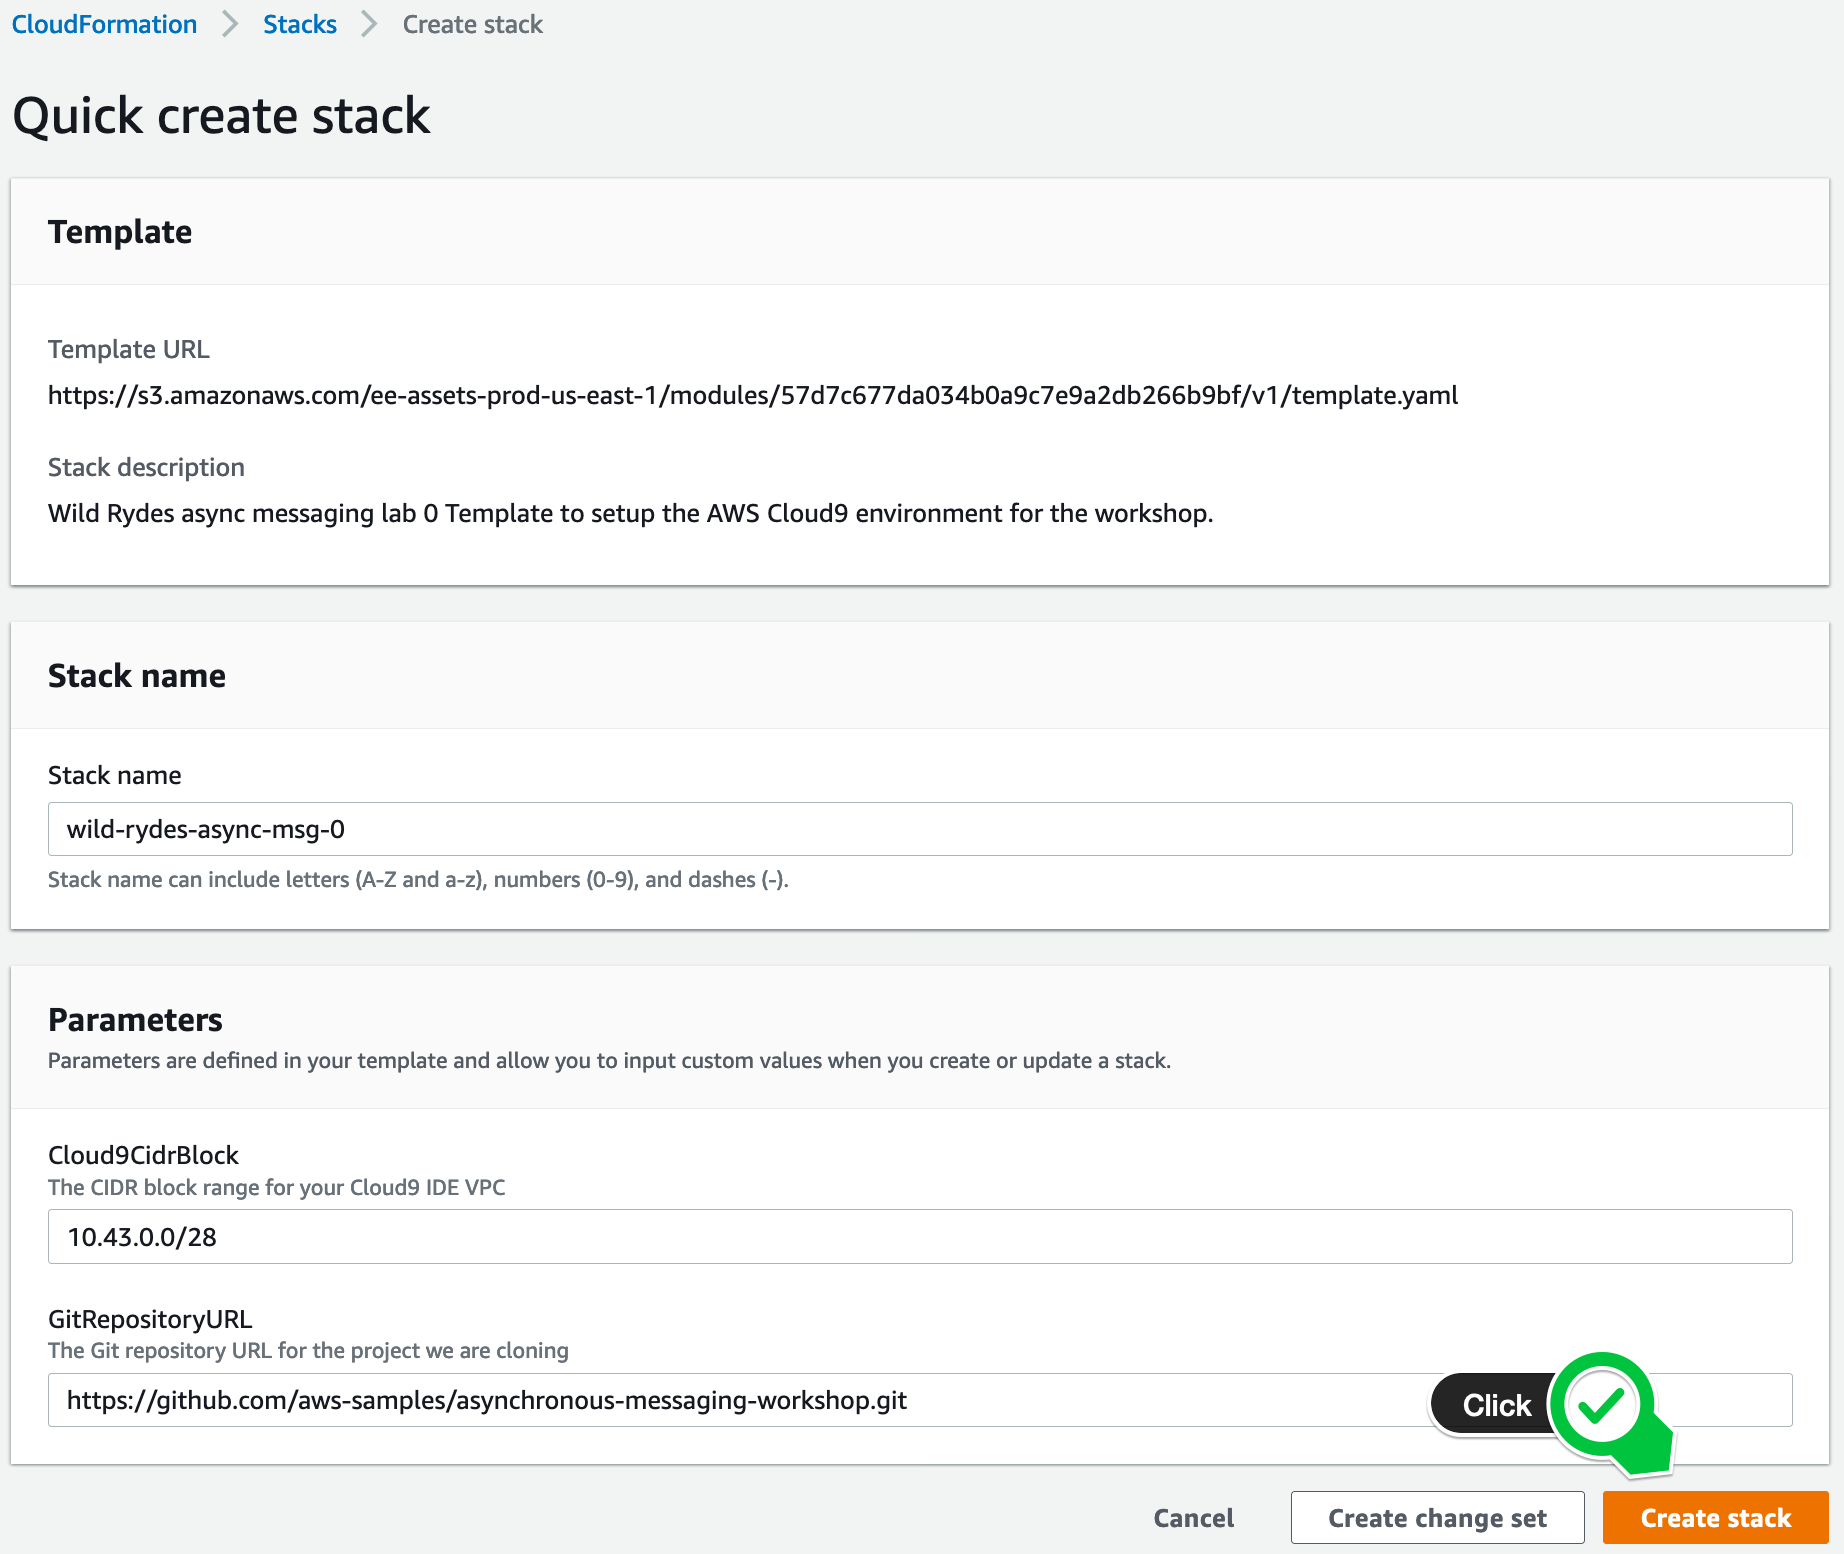 CloudFormation > Stacks > Create stack
Quick create stack
Template
Template URL
https://s3.amazonaws.com/ee-assets-prod-us-east-1/modules/57d7c677da034b0a9c7e9a2db266b9bf/v1/template.yaml
Stack description
Wild Rydes async messaging lab 0 Template to setup the AWS Cloud9 environment for the workshop.
Stack name
Stack name
wild-rydes-async-msg-0
Stack name can include letters (A-Z and a-z), numbers (0-9), and dashes (-).
Parameters
Parameters are defined in your template and allow you to input custom values when you create or update a stack.
Cloud9CidrBlock
The CIDR block range for your Cloud9 IDE VPC
10.43.0.0/28
GitRepositoryURL
The Git repository URL for the project we are cloning
https://github.com/aws-samples/asynchronous-messaging-workshop.git
Click
Cancel Create change set Create stack